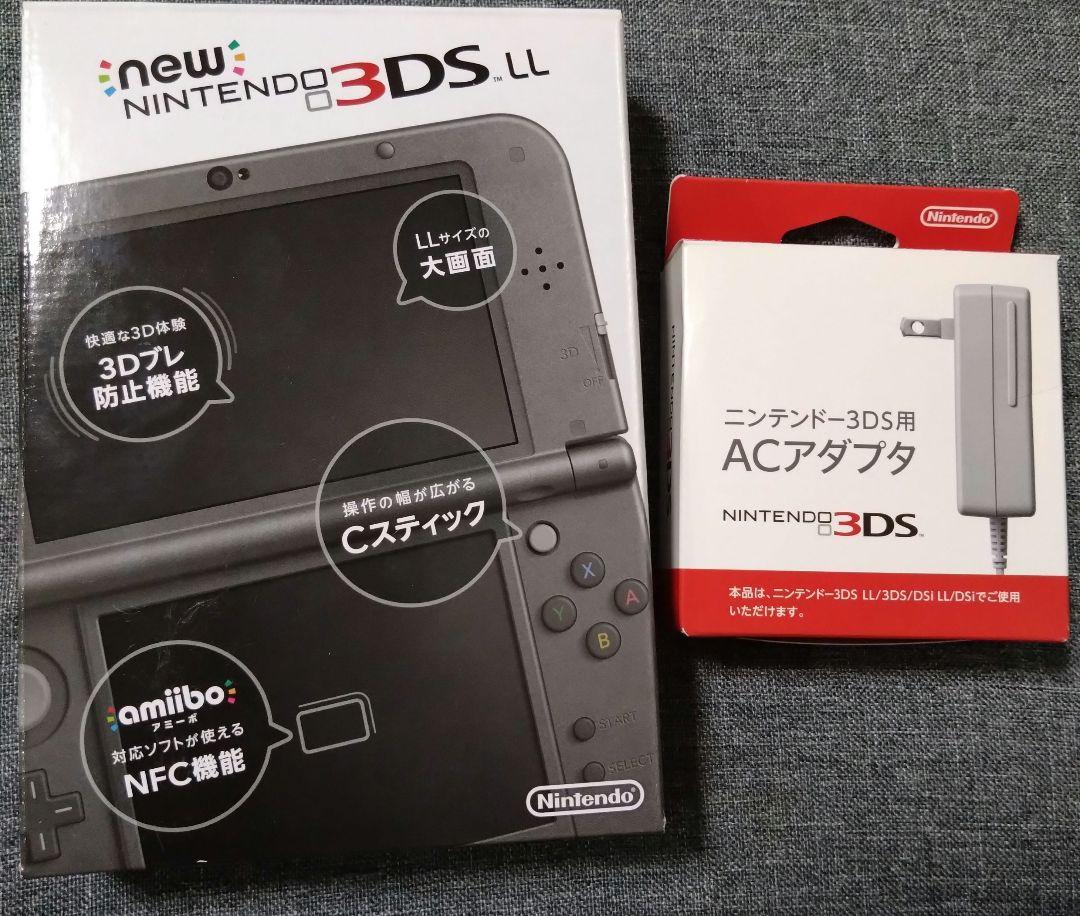 new
NINTENDO 3DS™ LL
LLサイズの
大画面
快適な3D体験
3Dブレ
防止機能
3D
OFF
操作の幅が広がる
Cスティック
X
Y
A
B
amiibo
アミーボ
対応ソフトが使える
NFC機能
START
SELECT
Nintendo
Nintendo
ニンテンドー3DS用
ACアダプタ
NINTENDO 3DS™
本品は、ニンテンドー3DS LL/3DS/DSi LL/DSiでご使用
いただけます。